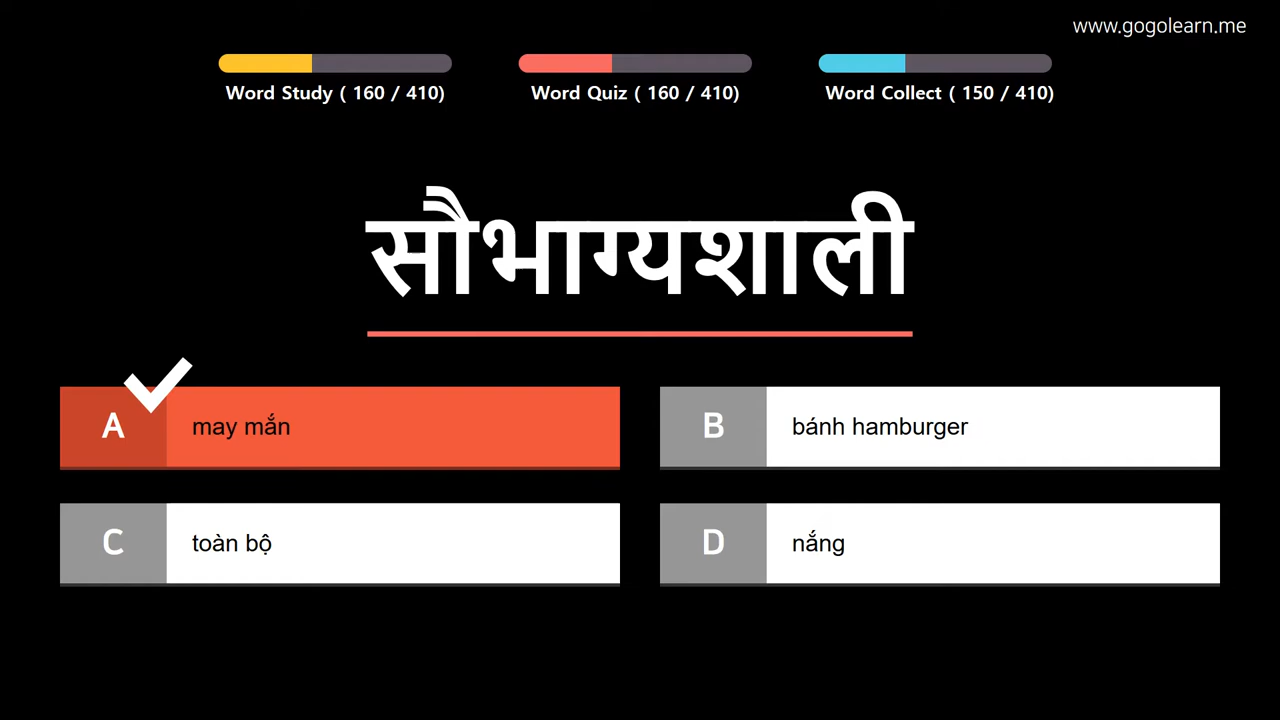 www.gogolearn.me
Word Study ( 160 / 410)
Word Quiz ( 160 / 410)
Word Collect ( 150 / 410)
सौभाग्यशाली
A may mắn
B bánh hamburger
C toàn bộ
D nắng